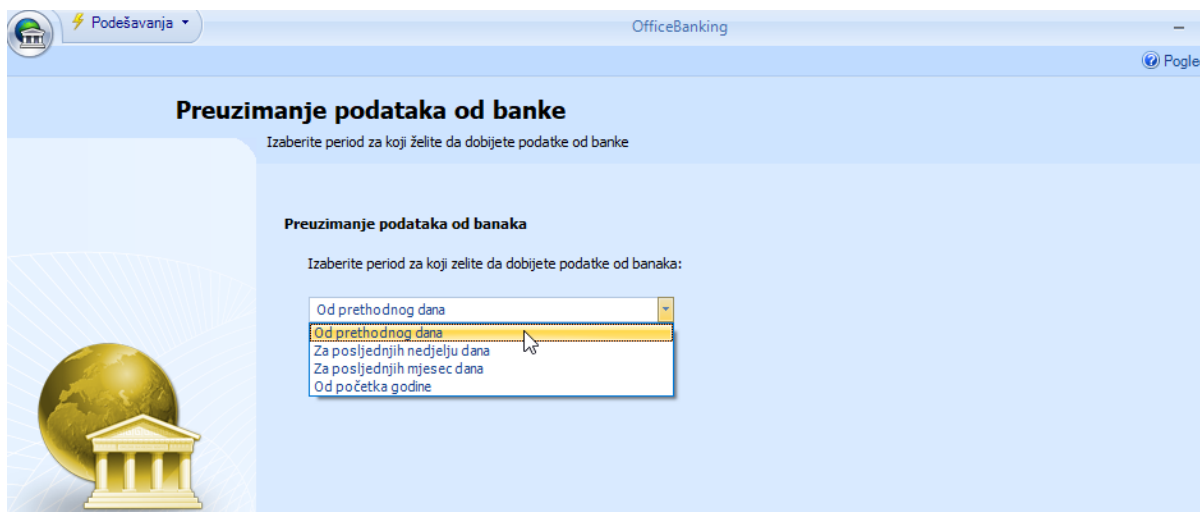 Podešavanja
OfficeBanking
Preuzimanje podataka od banke
Izaberite period za koji želite da dobijete podatke od banke
Preuzimanje podataka od banaka
Izaberite period za koji zelite da dobijete podatke od banaka:
Od prethodnog dana
Od prethodnog dana
Za posljednjih nedjelju dana
Za posljednjih mjesec dana
Od početka godine